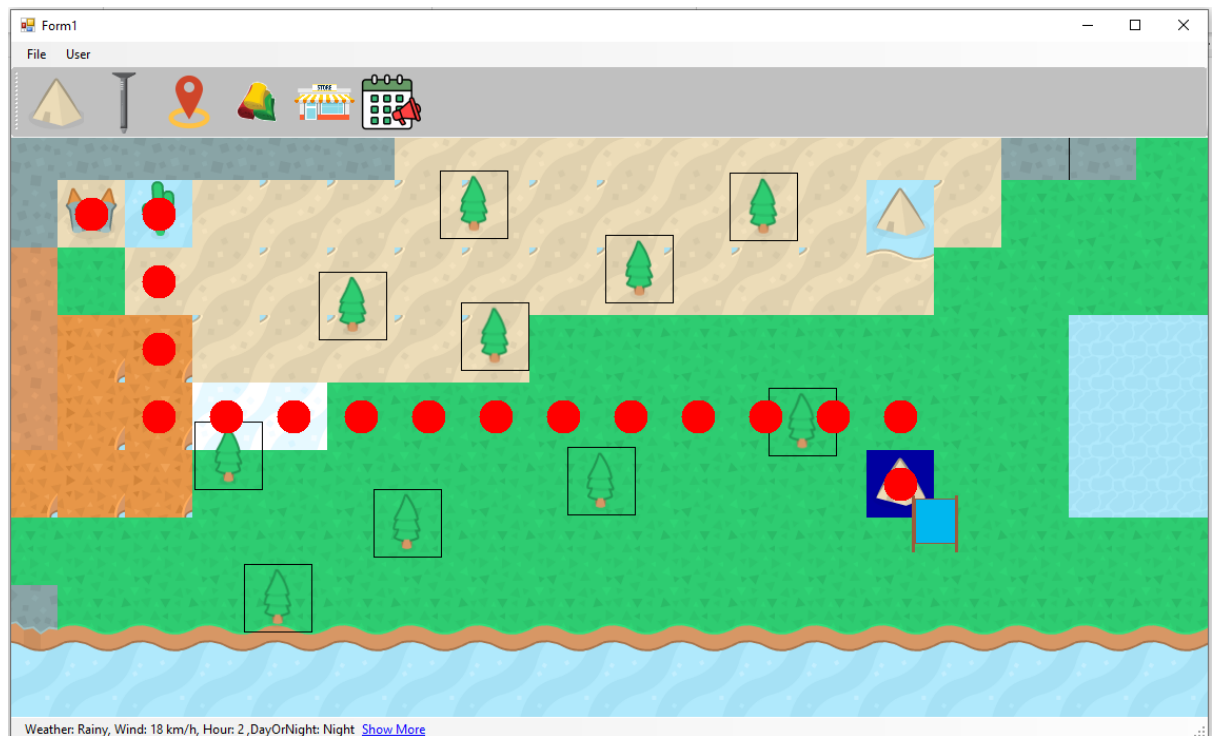 Form1
File User
STORE
Weather: Rainy, Wind: 18 km/h, Hour: 2 ,DayOrNight: Night Show More